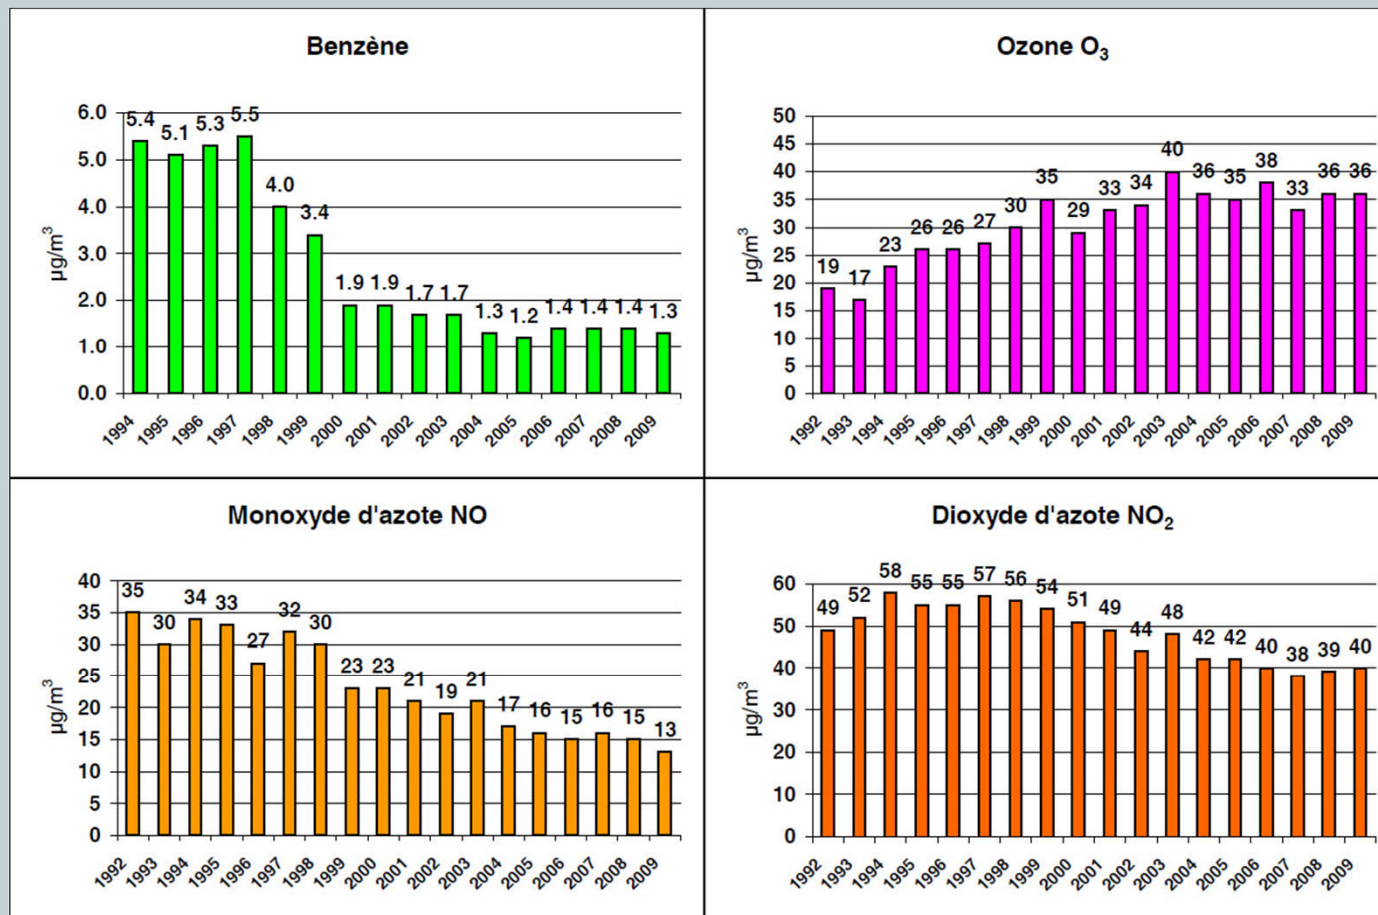 Benzène
µg/m³
6.0
5.0
4.0
3.0
2.0
1.0
0.0
5.4 5.1 5.3 5.5 4.0 3.4 1.9 1.9 1.7 1.7 1.3 1.2 1.4 1.4 1.4 1.3
1994 1995 1996 1997 1998 1999 2000 2001 2002 2003 2004 2005 2006 2007 2008 2009
Ozone O₃
µg/m³
50
45
40
35
30
25
20
15
10
5
0
19 17 23 26 26 27 30 35 29 33 34 40 36 35 38 33 36 36
1992 1993 1994 1995 1996 1997 1998 1999 2000 2001 2002 2003 2004 2005 2006 2007 2008 2009
Monoxyde d'azote NO
µg/m³
40
35
30
25
20
15
10
5
0
35 30 34 33 27 32 30 23 23 21 19 21 17 16 15 16 15 13
1992 1993 1994 1995 1996 1997 1998 1999 2000 2001 2002 2003 2004 2005 2006 2007 2008 2009
Dioxyde d'azote NO₂
µg/m³
60
50
40
30
20
10
0
49 52 58 55 55 57 56 54 51 49 44 48 42 42 40 38 39 40
1992 1993 1994 1995 1996 1997 1998 1999 2000 2001 2002 2003 2004 2005 2006 2007 2008 2009